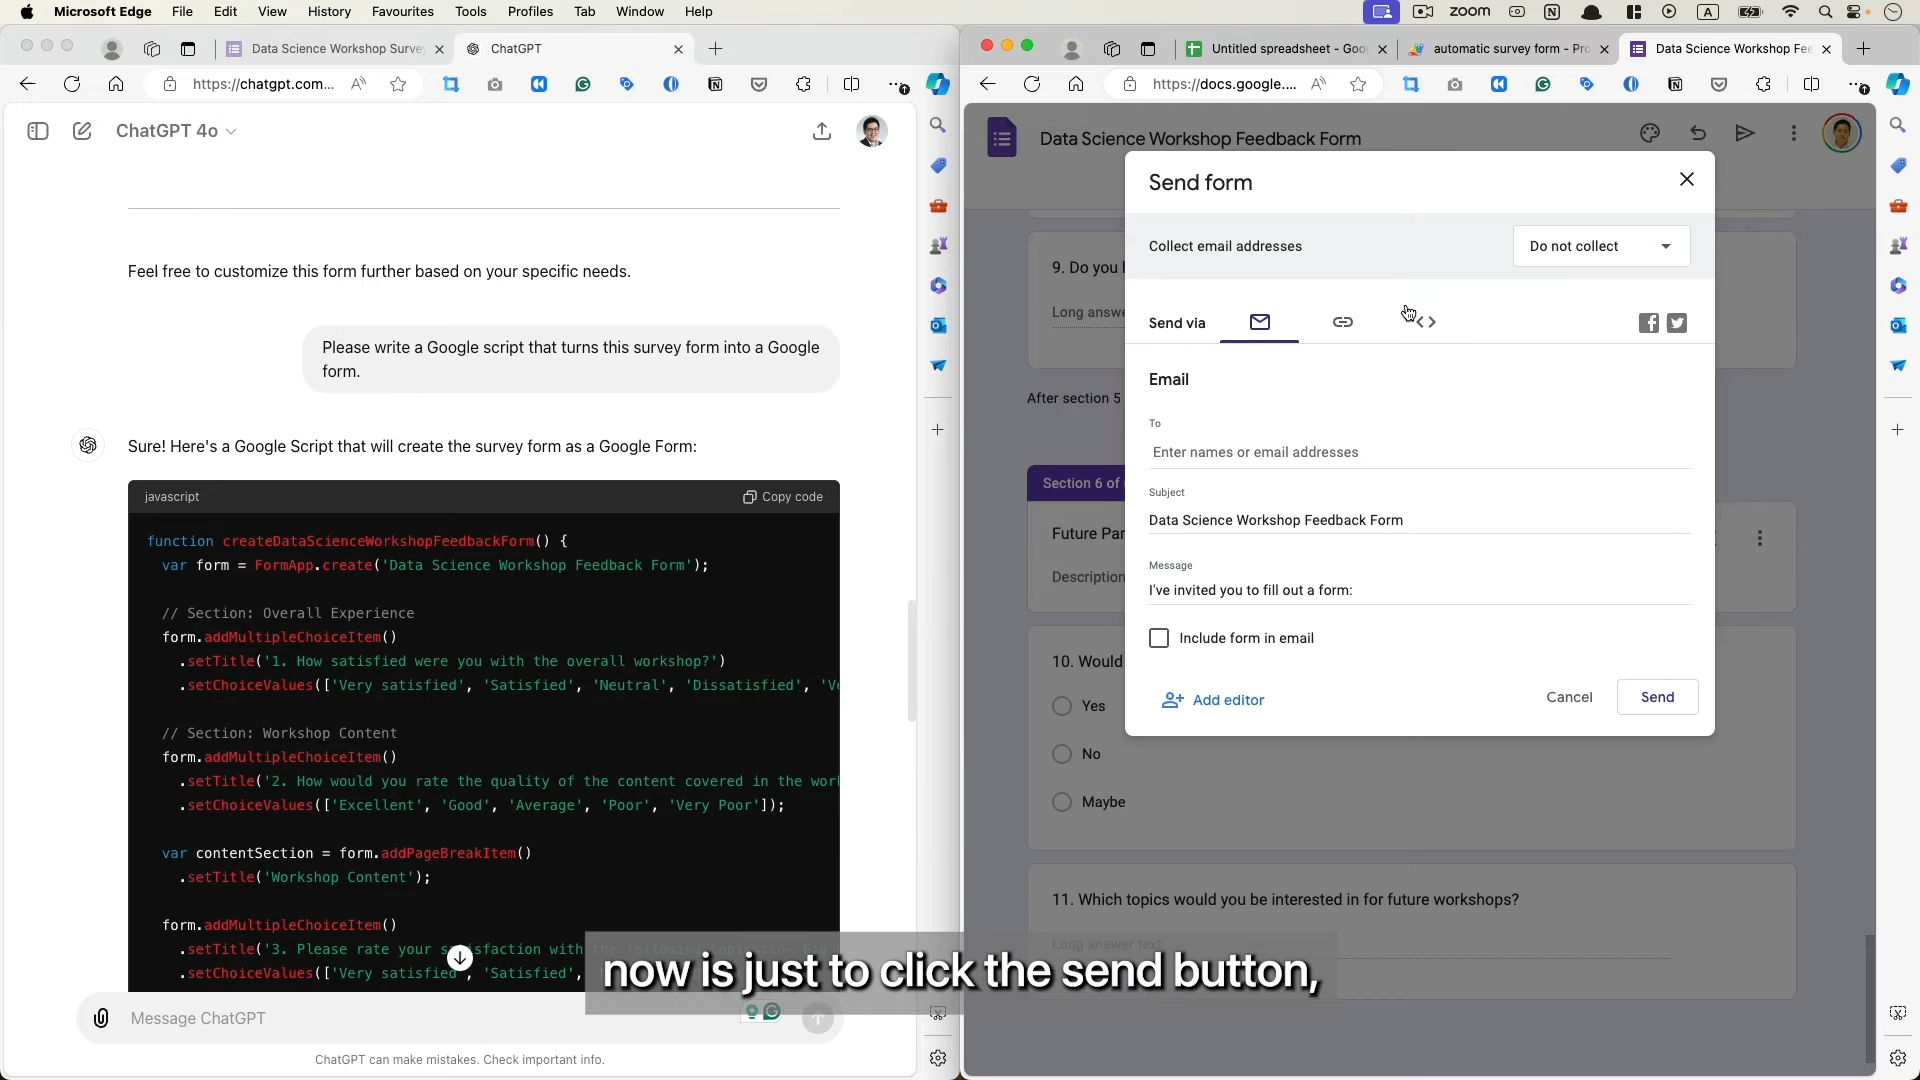 Microsoft Edge File Edit View History Favourites Tools Profiles Tab Window Help
zoom
A
Data Science Workshop Surve
ChatGPT
https://chatgpt.com...
ChatGPT 4o
Feel free to customize this form further based on your specific needs.
Please write a Google script that turns this survey form into a Google
form.
Sure! Here's a Google Script that will create the survey form as a Google Form:
javascript
Copy code
function createDataScienceWorkshopFeedbackForm() {
var form = FormApp.create('Data Science Workshop Feedback Form');
// Section: Overall Experience
form.addMultipleChoiceItem()
.setTitle('1. How satisfied were you with the overall workshop?')
.setChoiceValues(['Very satisfied', 'Satisfied', 'Neutral', 'Dissatisfied', 'Ve
// Section: Workshop Content
form.addMultipleChoiceItem()
.setTitle('2. How would you rate the quality of the content covered in the wor
.setChoiceValues(['Excellent', 'Good', 'Average', 'Poor', 'Very Poor']);
var contentSection = form.addPageBreakItem()
.setTitle('Workshop Content');
form.addMultipleChoiceItem()
.setTitle('3. Please rate your satisfaction with the following topics:
.setChoiceValues(['Very satisfied', 'Satisfied',
Message ChatGPT
ChatGPT can make mistakes. Check important info.
Untitled spreadsheet - Goo
automatic survey form - Pro
Data Science Workshop Fee
https://docs.google....
Data Science Workshop Feedback Form
9. Do you
Long answe
After section 5
Section 6 of
Future Par
Description
10. Would
Yes
No
Maybe
11. Which topics would you be interested in for future workshops?
Long answer text
Send form
Collect email addresses
Do not collect
Send via
Email
To
Enter names or email addresses
Subject
Data Science Workshop Feedback Form
Message
I've invited you to fill out a form:
Include form in email
Add editor
Cancel
Send
now is just to click the send button,